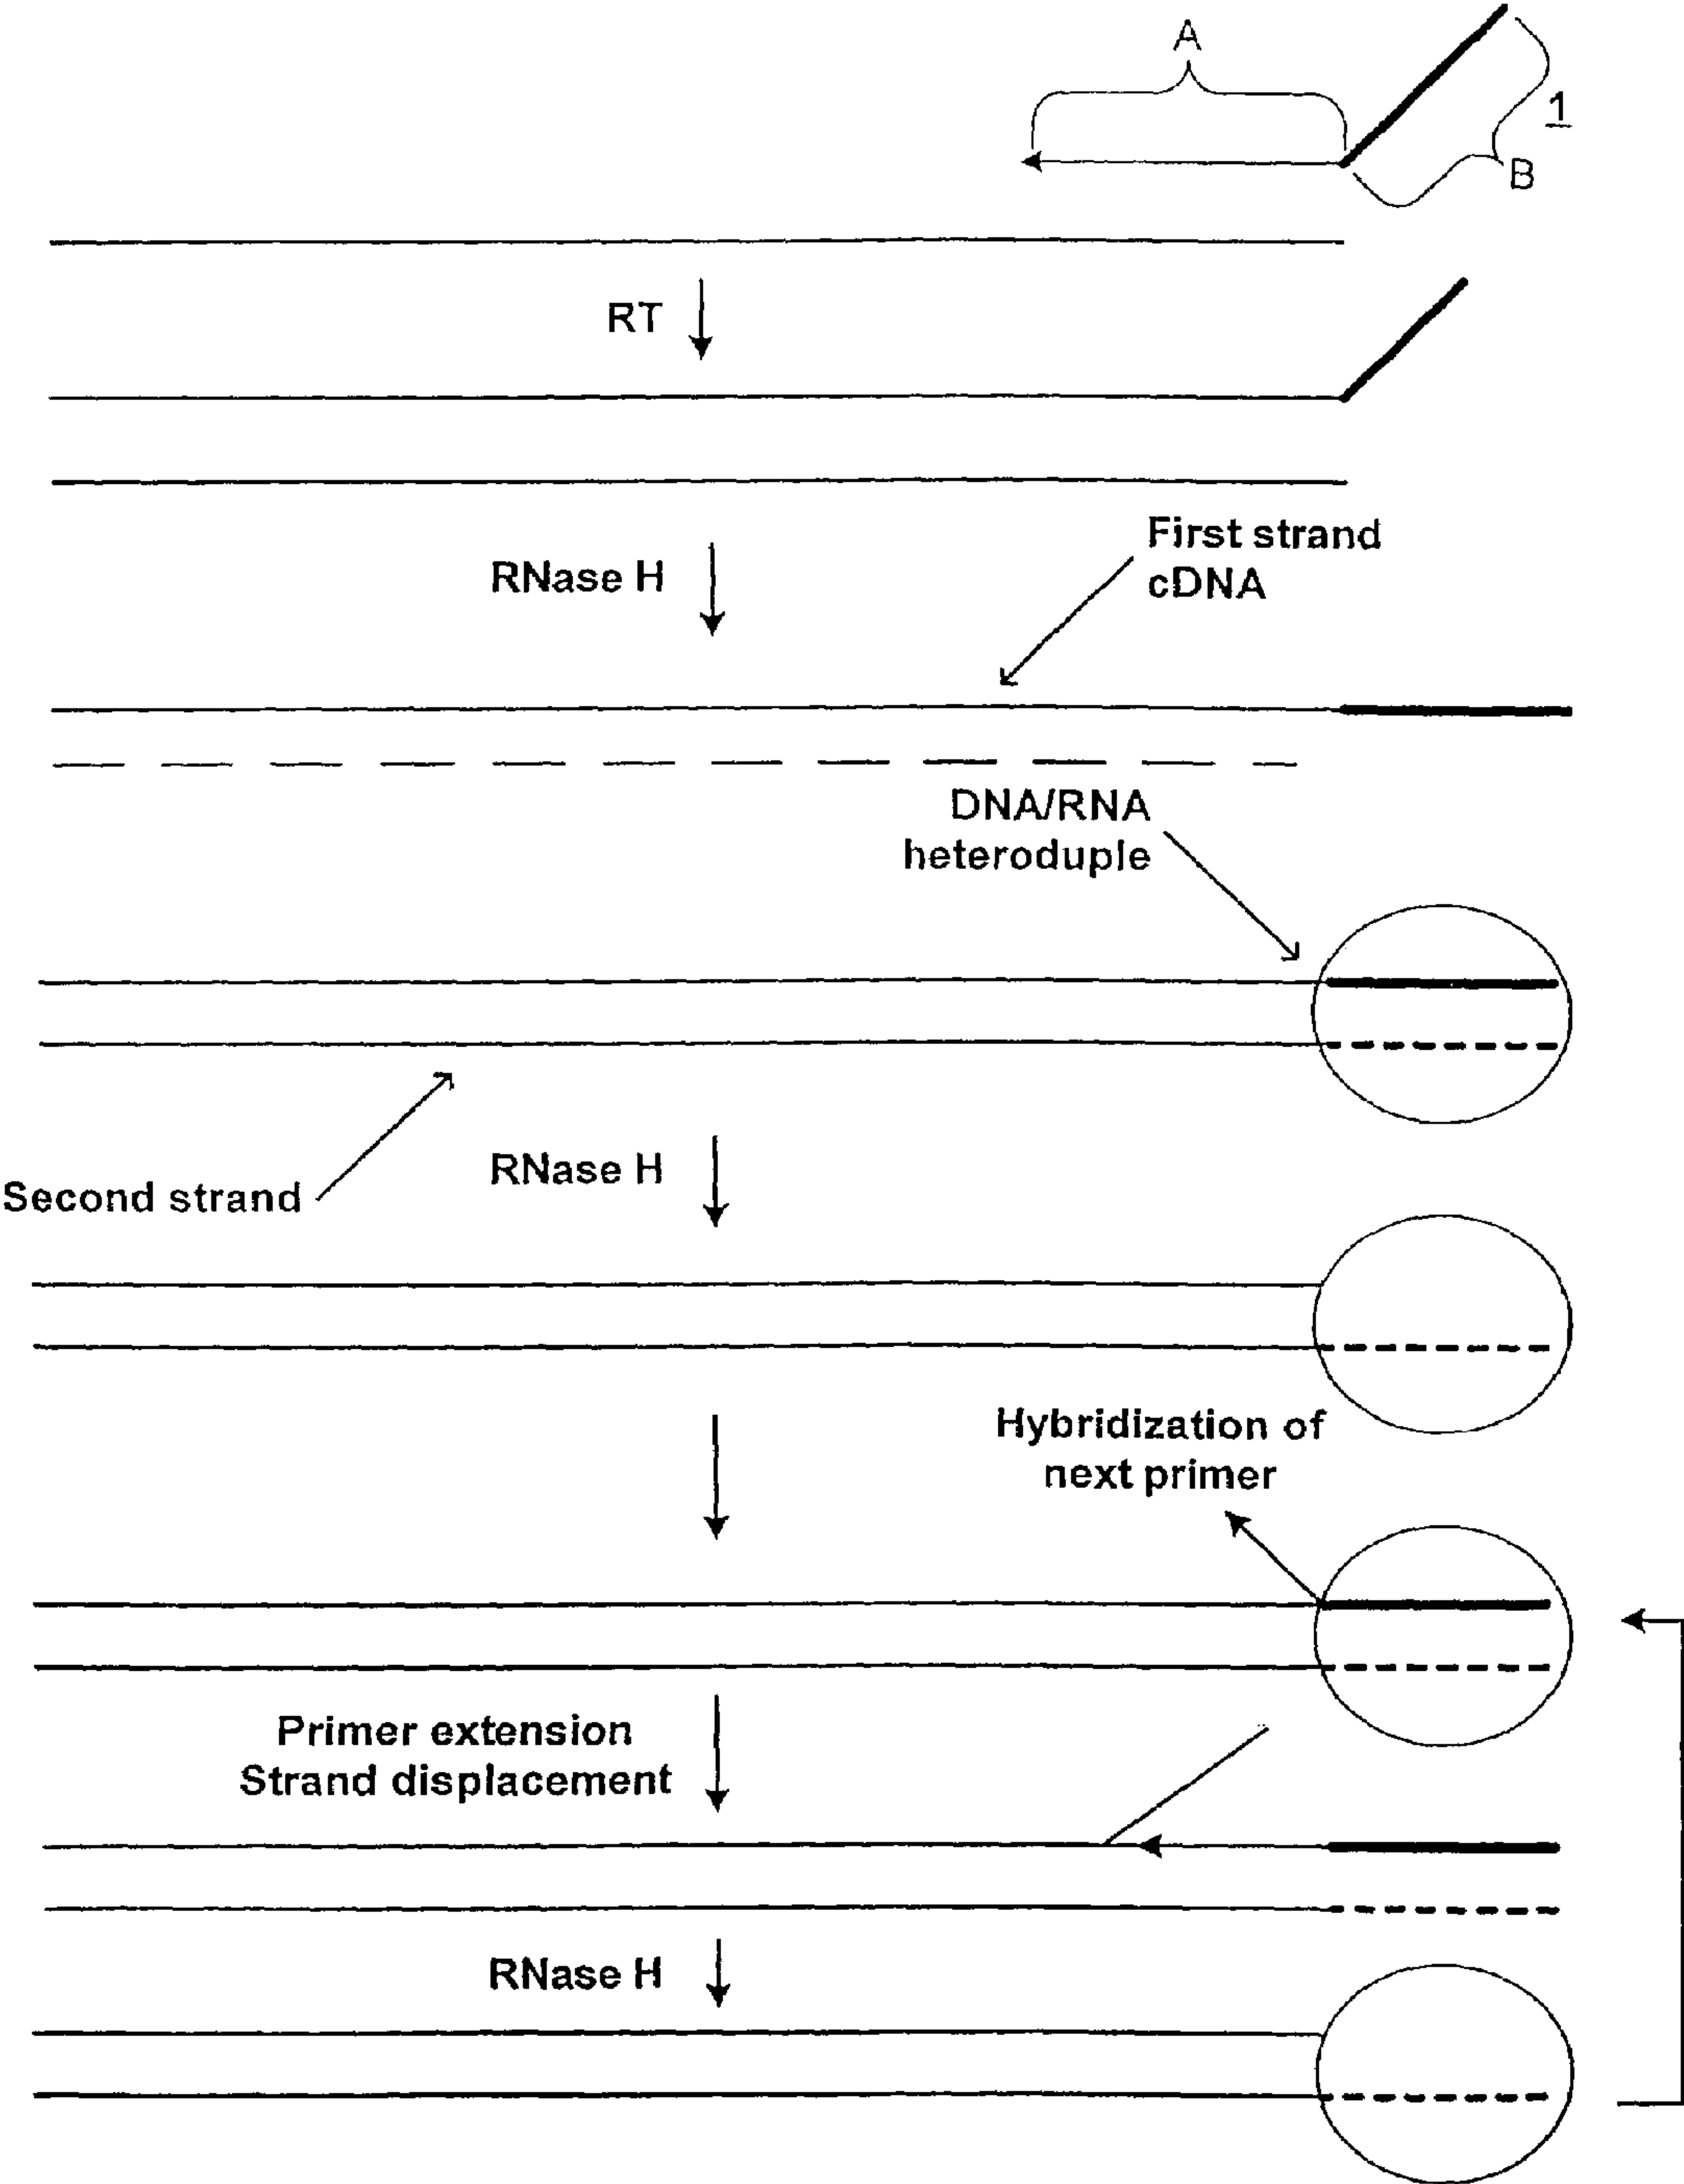 A
1
B
RT
First strand
cDNA
RNase H
DNA/RNA
heteroduple
Second strand
RNase H
Hybridization of
next primer
Primer extension
Strand displacement
RNase H